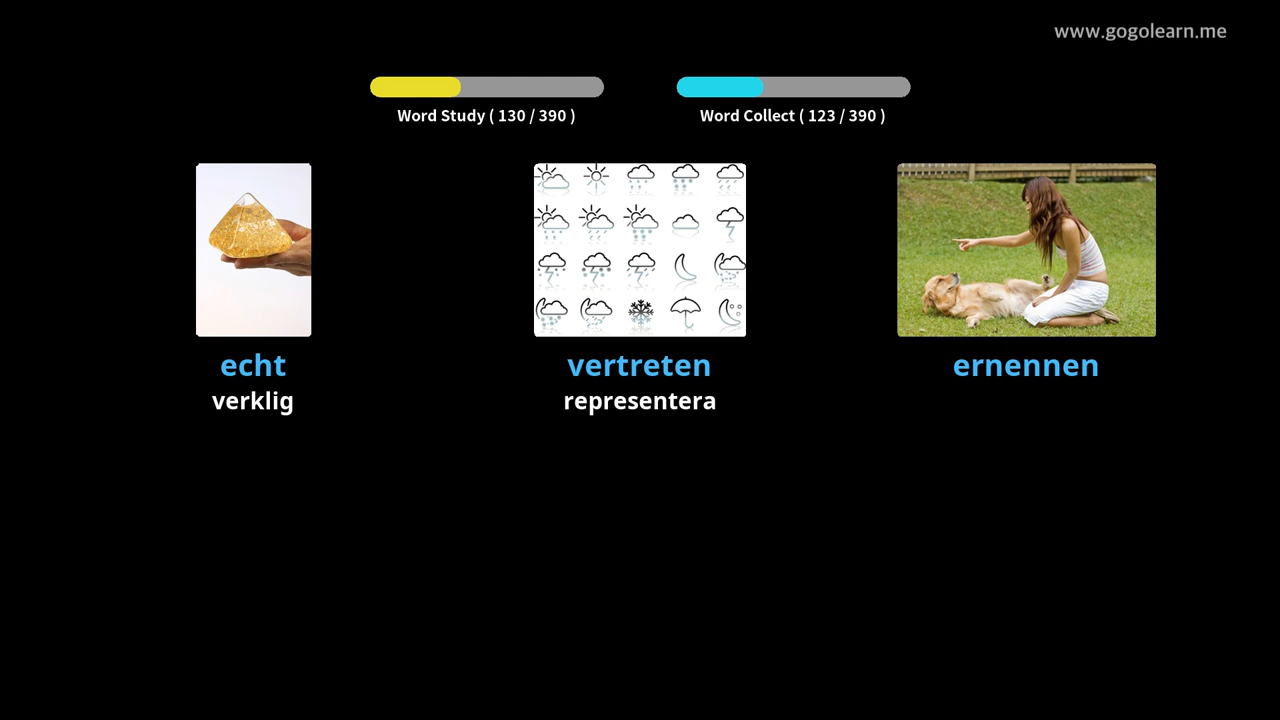 www.gogolearn.me
Word Study ( 130 / 390 )
Word Collect ( 123 / 390 )
echt
verklig
vertreten
representera
ernennen